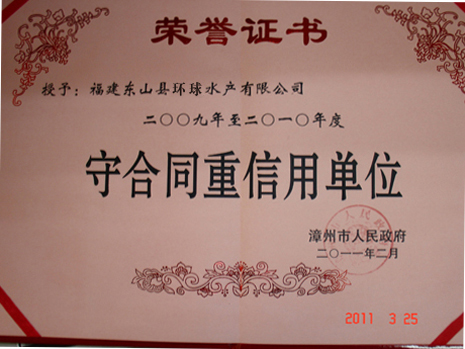 荣誉证书
授予：福建东山县环球水产有限公司
二〇〇九年至二〇一〇年度
守合同重信用单位
漳州市人民政府
二〇一一年二月
2011 3 25